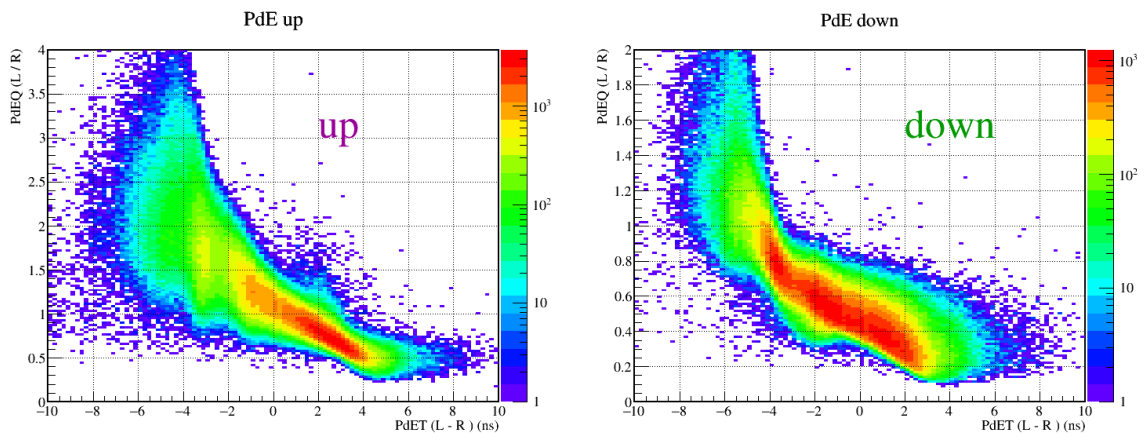 PdE up
PdEQ (L / R)
4
3.5
3
2.5
2
1.5
1
0.5
0
up
10³
10²
10
1
−10 −8 −6 −4 −2 0 2 4 6 8 10
PdET (L - R ) (ns)
PdE down
PdEQ (L / R)
2
1.8
1.6
1.4
1.2
1
0.8
0.6
0.4
0.2
0
down
10³
10²
10
1
−10 −8 −6 −4 −2 0 2 4 6 8 10
PdET (L - R ) (ns)